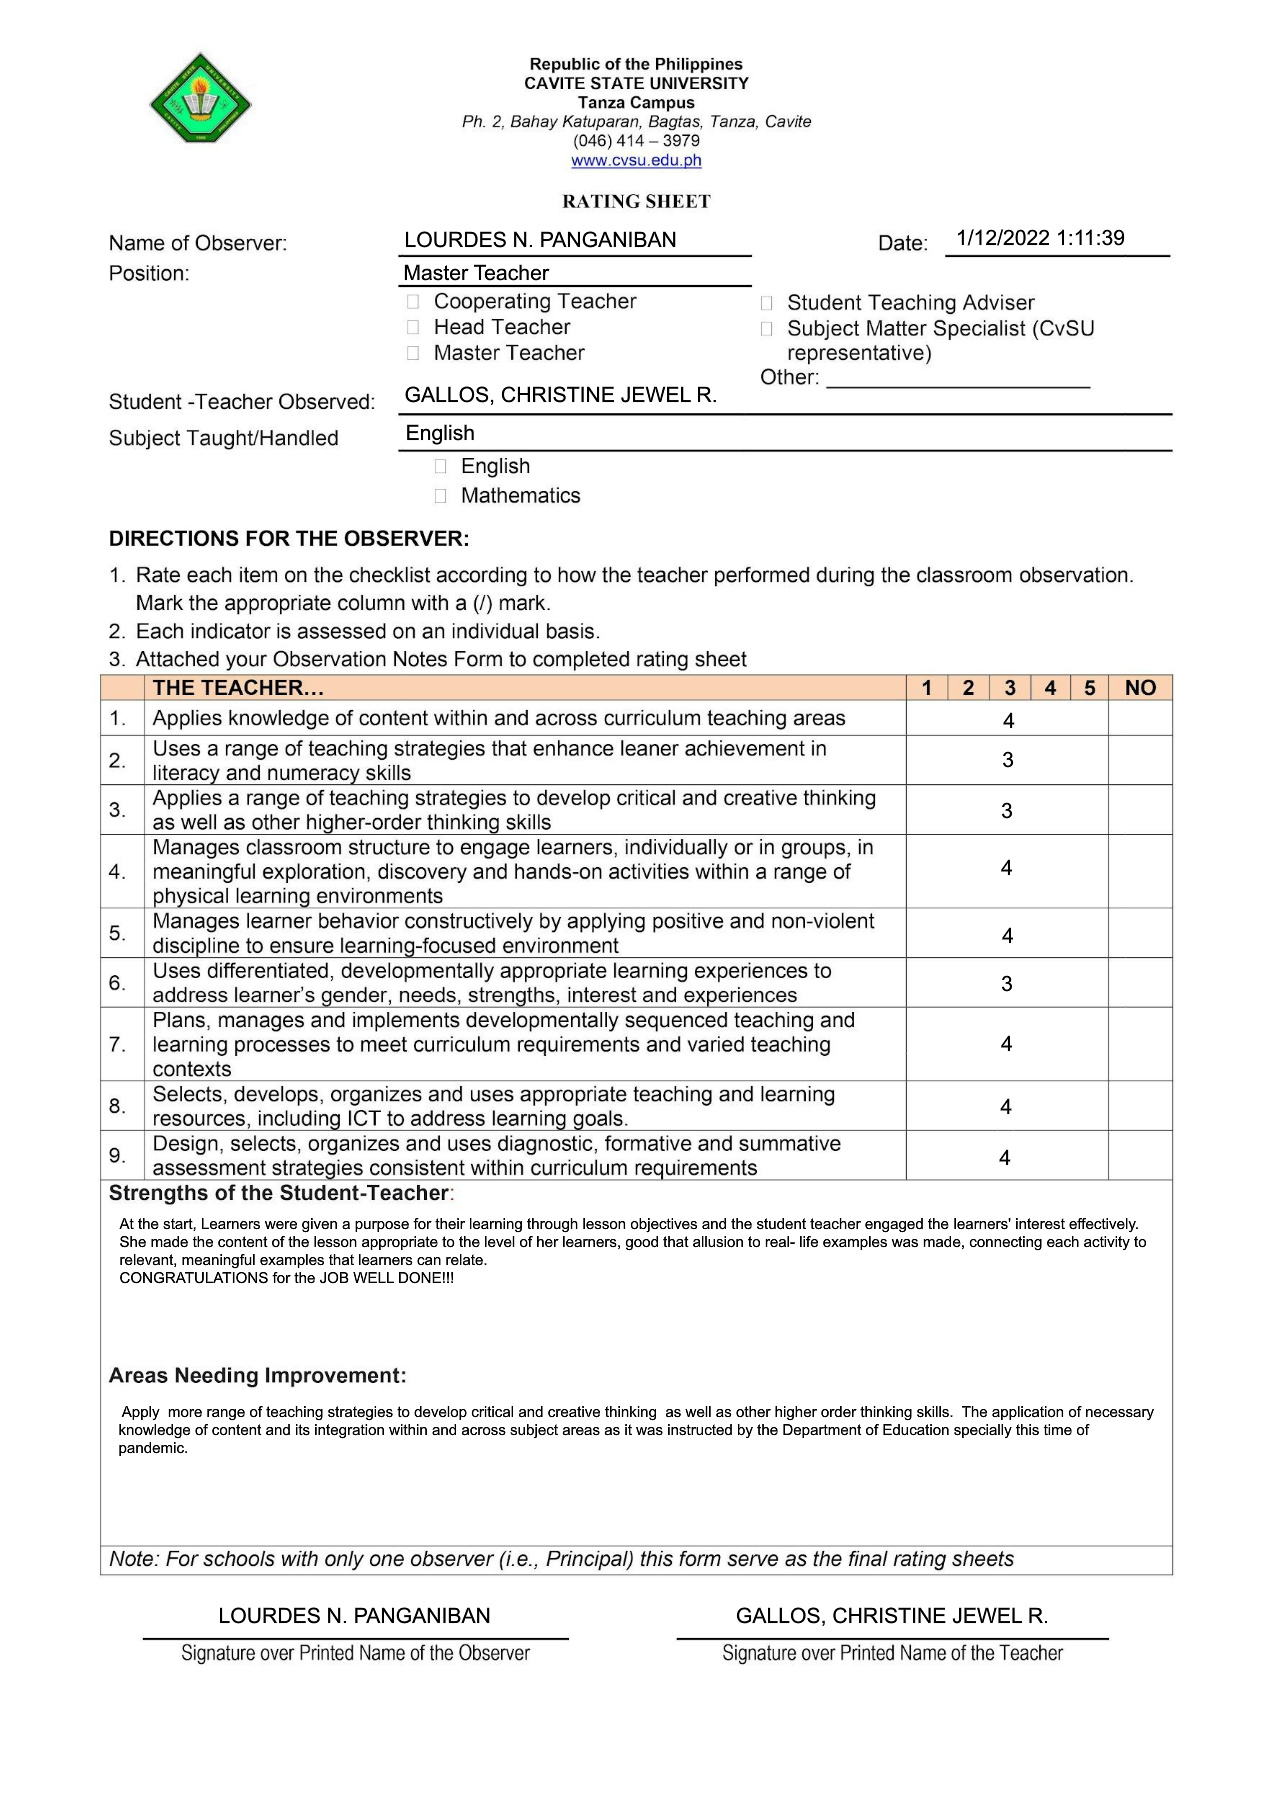 Republic of the Philippines
CAVITE STATE UNIVERSITY
Tanza Campus
Ph. 2, Bahay Katuparan, Bagtas, Tanza, Cavite
(046) 414 – 3979
www.cvsu.edu.ph
RATING SHEET
Name of Observer: LOURDES N. PANGANIBAN Date: 1/12/2022 1:11:39
Position: Master Teacher
Cooperating Teacher
Head Teacher
Master Teacher
Student Teaching Adviser
Subject Matter Specialist (CvSU
representative)
Other:
Student -Teacher Observed: GALLOS, CHRISTINE JEWEL R.
Subject Taught/Handled English
English
Mathematics
DIRECTIONS FOR THE OBSERVER:
1. Rate each item on the checklist according to how the teacher performed during the classroom observation.
Mark the appropriate column with a (/) mark.
2. Each indicator is assessed on an individual basis.
3. Attached your Observation Notes Form to completed rating sheet
THE TEACHER… 1 2 3 4 5 NO
1. Applies knowledge of content within and across curriculum teaching areas 4
2. Uses a range of teaching strategies that enhance leaner achievement in
literacy and numeracy skills 3
3. Applies a range of teaching strategies to develop critical and creative thinking
as well as other higher-order thinking skills 3
4. Manages classroom structure to engage learners, individually or in groups, in
meaningful exploration, discovery and hands-on activities within a range of
physical learning environments 4
5. Manages learner behavior constructively by applying positive and non-violent
discipline to ensure learning-focused environment 4
6. Uses differentiated, developmentally appropriate learning experiences to
address learner’s gender, needs, strengths, interest and experiences 3
7. Plans, manages and implements developmentally sequenced teaching and
learning processes to meet curriculum requirements and varied teaching
contexts 4
8. Selects, develops, organizes and uses appropriate teaching and learning
resources, including ICT to address learning goals. 4
9. Design, selects, organizes and uses diagnostic, formative and summative
assessment strategies consistent within curriculum requirements 4
Strengths of the Student-Teacher:
At the start, Learners were given a purpose for their learning through lesson objectives and the student teacher engaged the learners' interest effectively.
She made the content of the lesson appropriate to the level of her learners, good that allusion to real- life examples was made, connecting each activity to
relevant, meaningful examples that learners can relate.
CONGRATULATIONS for the JOB WELL DONE!!!
Areas Needing Improvement:
Apply more range of teaching strategies to develop critical and creative thinking as well as other higher order thinking skills. The application of necessary
knowledge of content and its integration within and across subject areas as it was instructed by the Department of Education specially this time of
pandemic.
Note: For schools with only one observer (i.e., Principal) this form serve as the final rating sheets
LOURDES N. PANGANIBAN GALLOS, CHRISTINE JEWEL R.
Signature over Printed Name of the Observer Signature over Printed Name of the Teacher